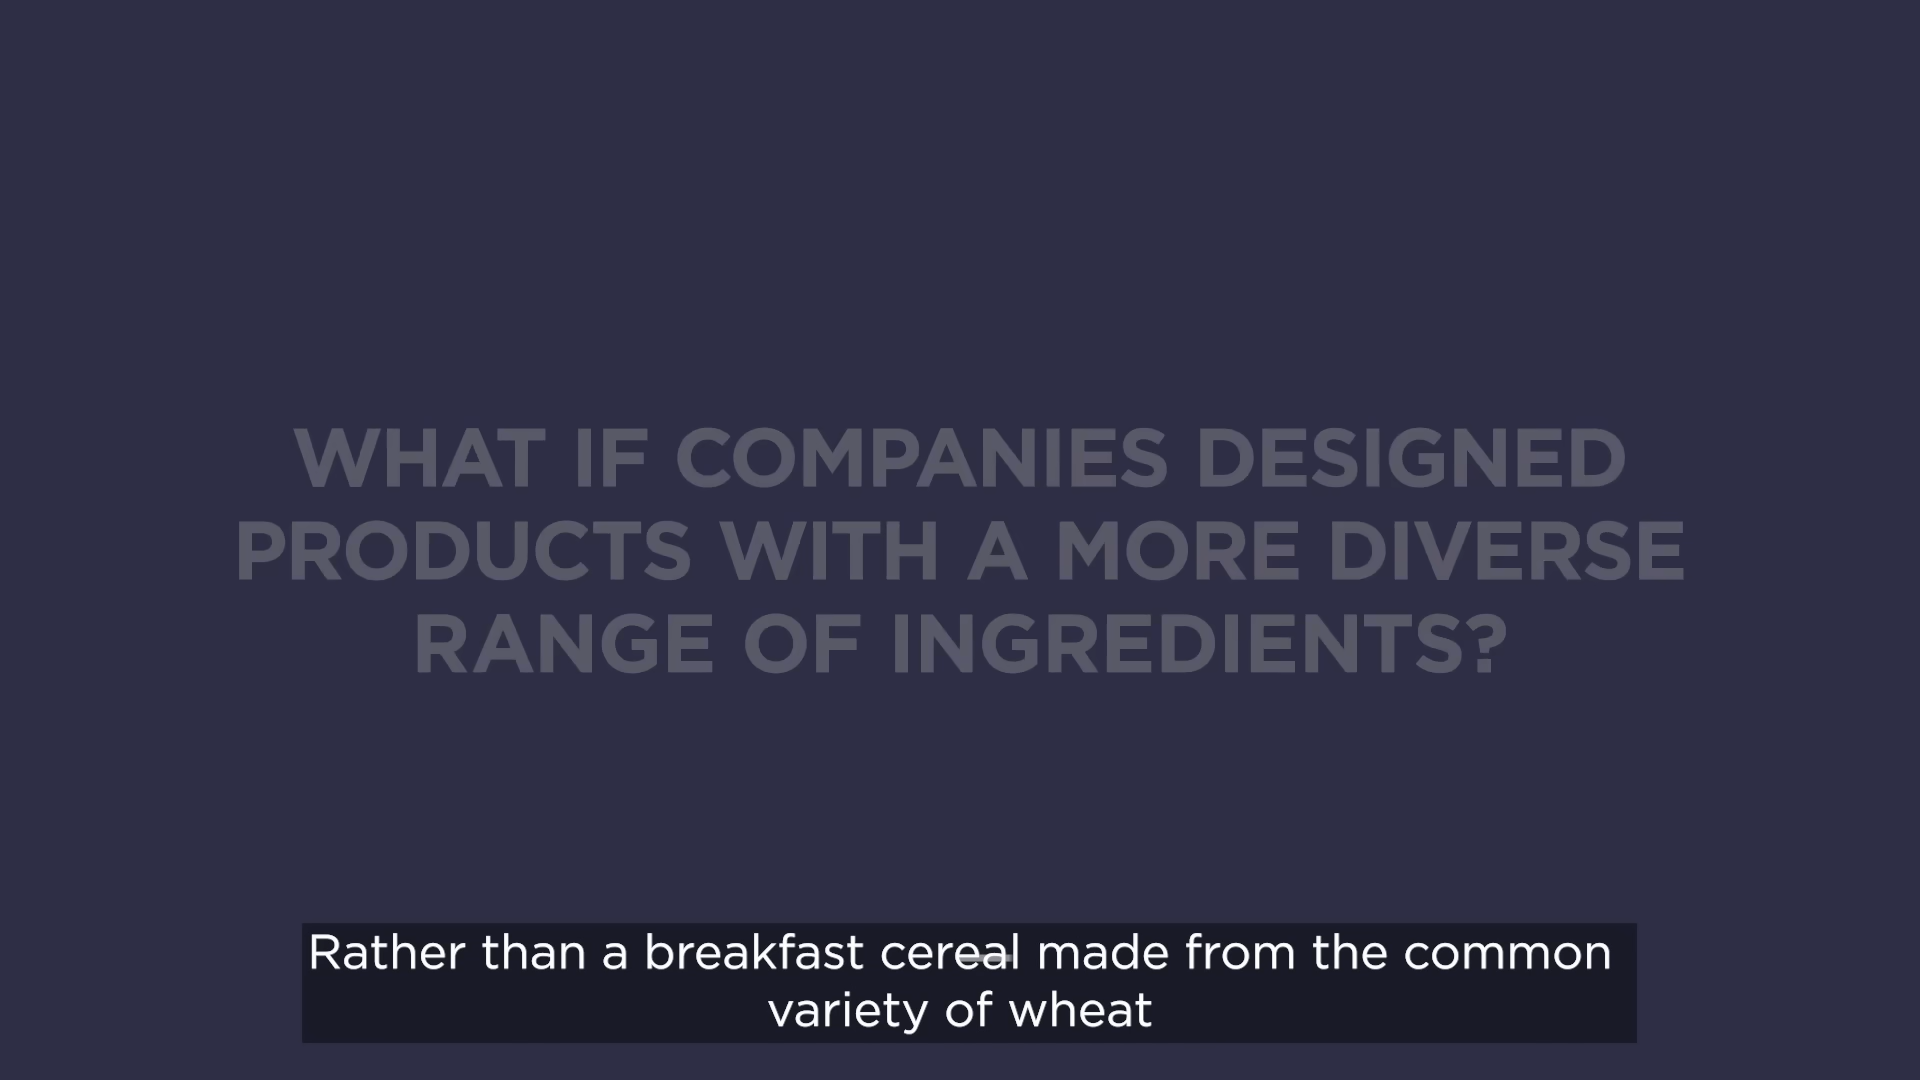 WHAT IF COMPANIES DESIGNED
PRODUCTS WITH A MORE DIVERSE
RANGE OF INGREDIENTS?
Rather than a breakfast cereal made from the common
variety of wheat